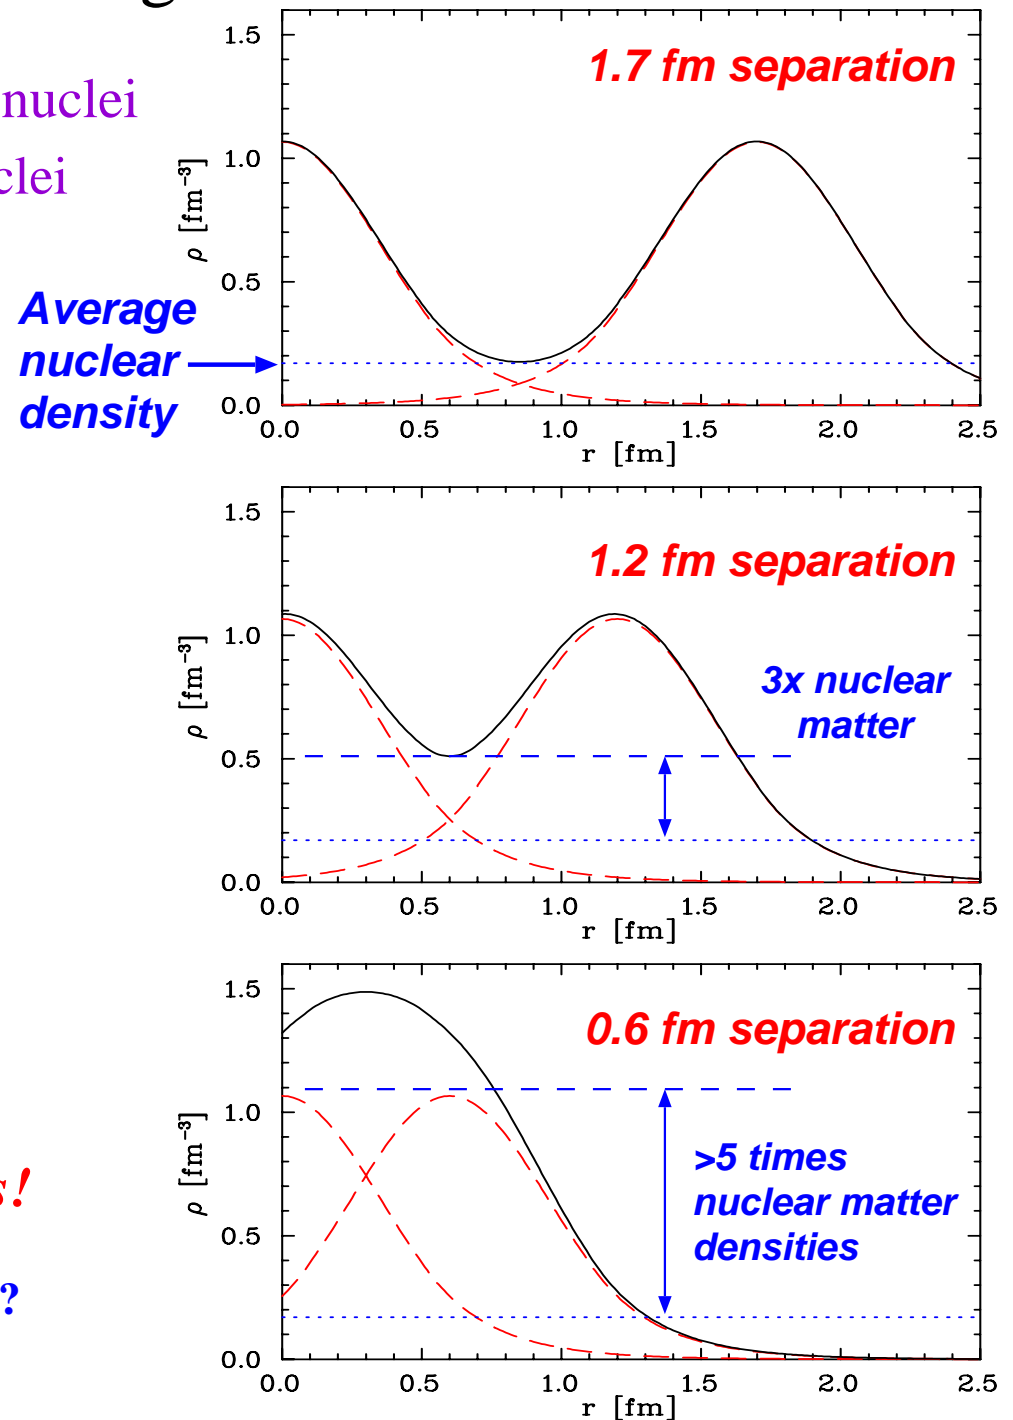 nuclei
clei
Average
nuclear
density
1.7 fm separation
ρ [fm⁻³]
1.5
1.0
0.5
0.0
0.0 0.5 1.0 1.5 2.0 2.5
r [fm]
1.2 fm separation
3x nuclear
matter
ρ [fm⁻³]
1.5
1.0
0.5
0.0
0.0 0.5 1.0 1.5 2.0 2.5
r [fm]
0.6 fm separation
>5 times
nuclear matter
densities
ρ [fm⁻³]
1.5
1.0
0.5
0.0
0.0 0.5 1.0 1.5 2.0 2.5
r [fm]
s!
?